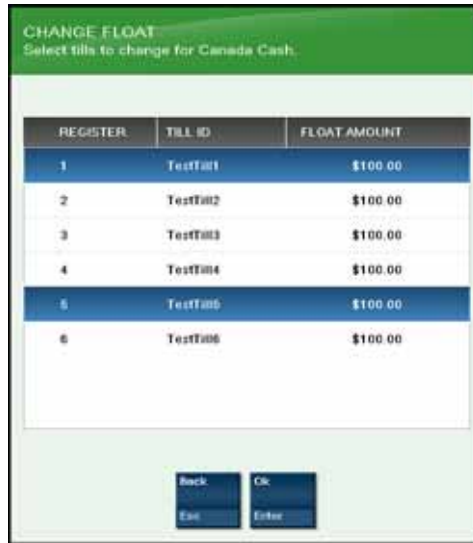 CHANGE FLOAT
Select tills to change for Canada Cash.
REGISTER TILL ID FLOAT AMOUNT
1 TestTill1 $100.00
2 TestTill2 $100.00
3 TestTill3 $100.00
4 TestTill4 $100.00
5 TestTill5 $100.00
6 TestTill6 $100.00
Back Ok
Esc Enter